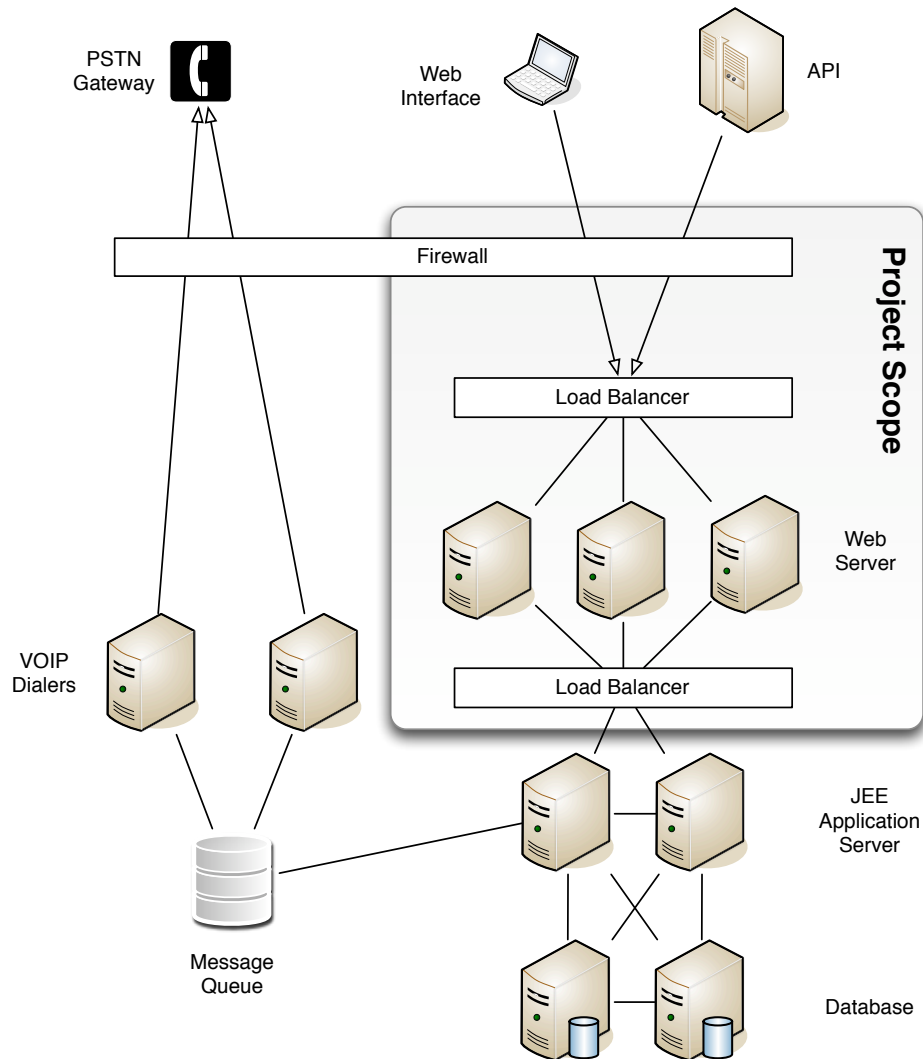 PSTN
Gateway
Web
Interface
API
Firewall
Project Scope
Load Balancer
Web
Server
VOIP
Dialers
Load Balancer
JEE
Application
Server
Message
Queue
Database